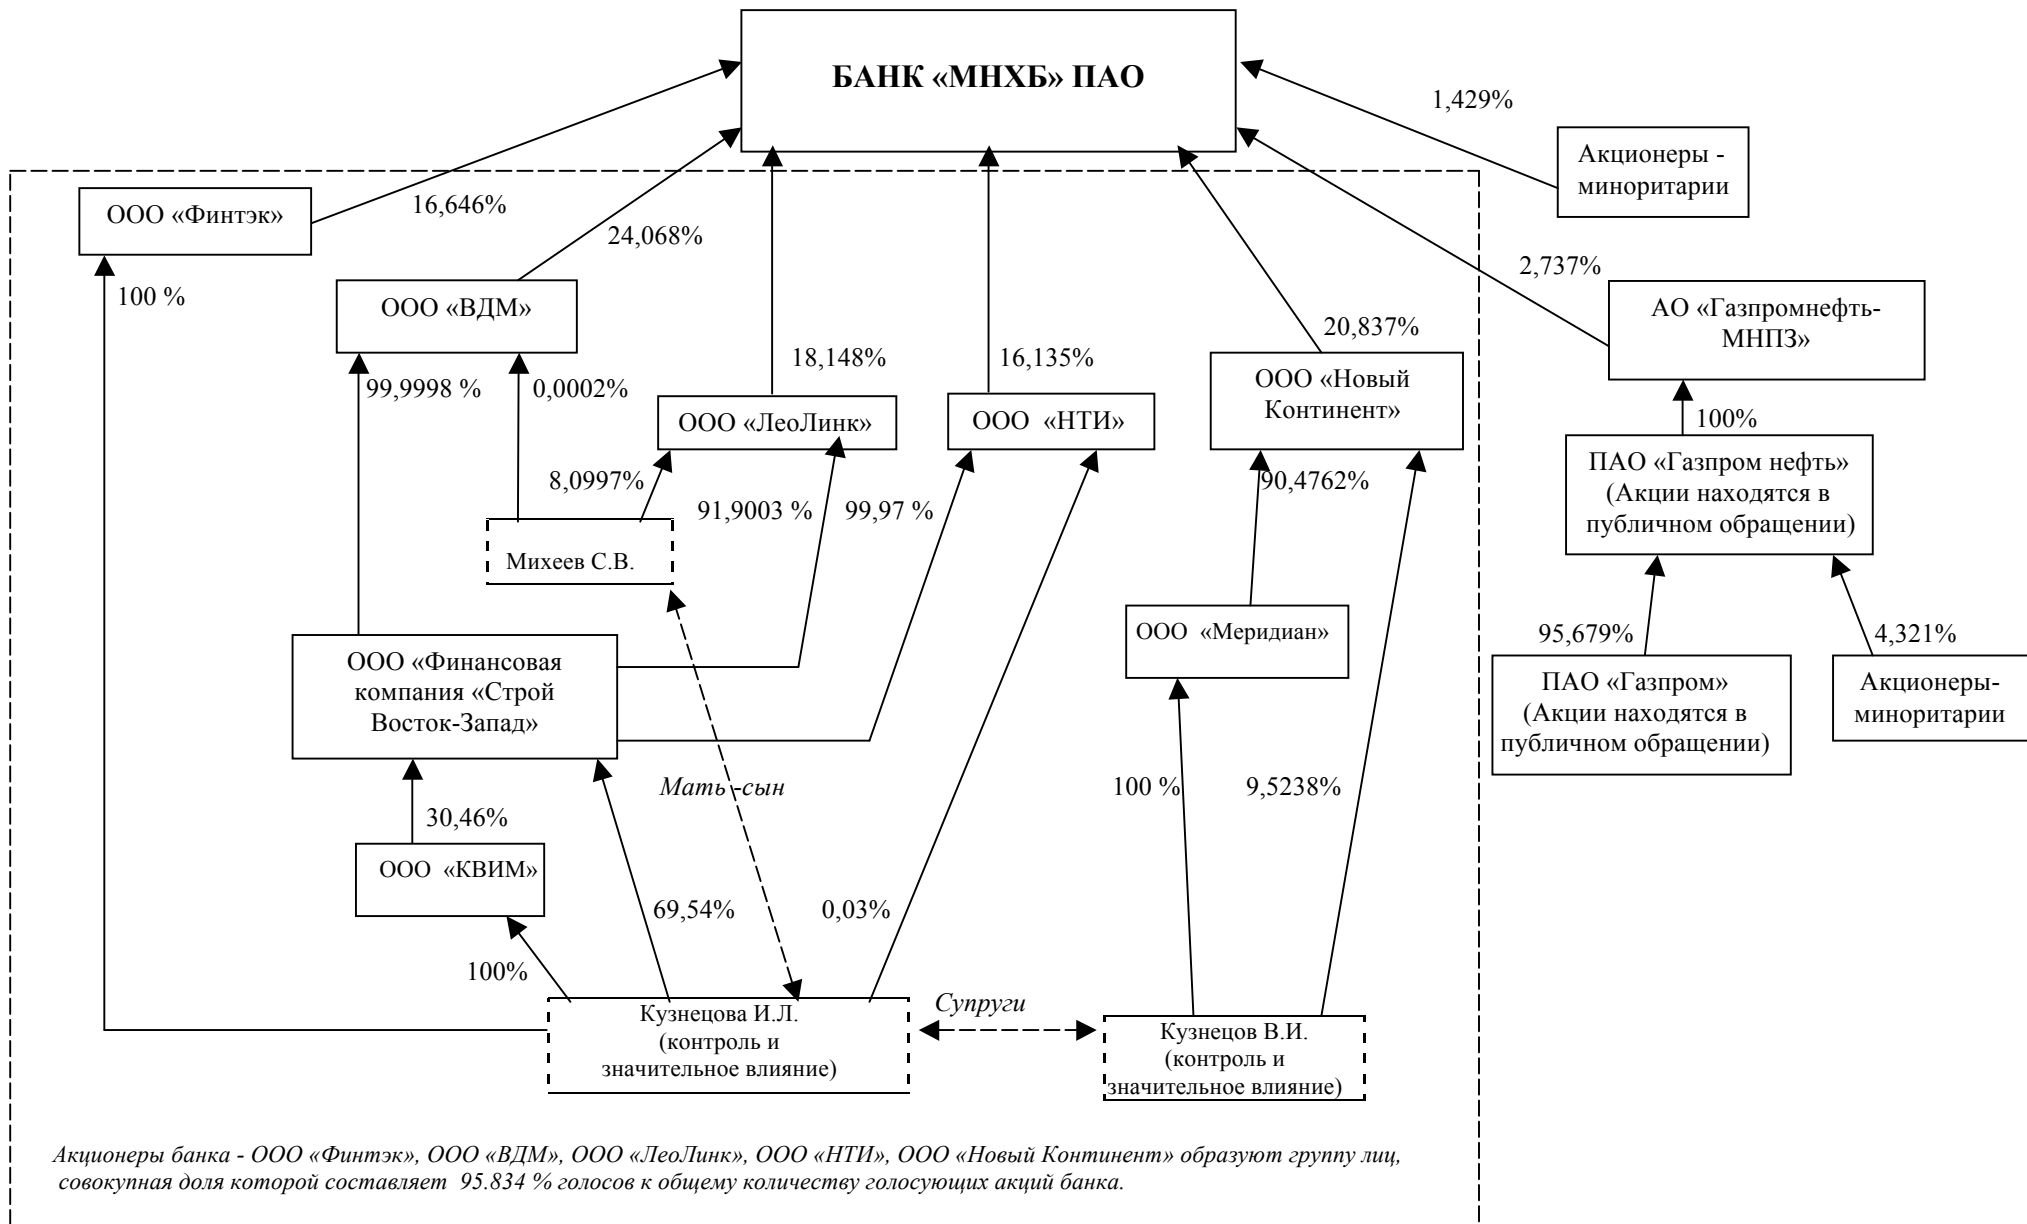 БАНК «МНХБ» ПАО
1,429%
Акционеры -
миноритарии
ООО «Финтэк»
16,646%
24,068%
2,737%
100 %
ООО «ВДМ»
АО «Газпромнефть-
МНПЗ»
20,837%
18,148%
16,135%
99,9998 %
0,0002%
ООО «Новый
Континент»
ООО «ЛеоЛинк»
ООО «НТИ»
100%
ПАО «Газпром нефть»
(Акции находятся в
публичном обращении)
8,0997%
91,9003 %
99,97 %
90,4762%
Михеев С.В.
ООО «Меридиан»
95,679%
4,321%
ООО «Финансовая
компания «Строй
Восток-Запад»
ПАО «Газпром»
(Акции находятся в
публичном обращении)
Акционеры-
миноритарии
Мать -сын
100 %
9,5238%
30,46%
ООО «КВИМ»
69,54%
0,03%
100%
Супруги
Кузнецова И.Л.
(контроль и
значительное влияние)
Кузнецов В.И.
(контроль и
значительное влияние)
Акционеры банка - ООО «Финтэк», ООО «ВДМ», ООО «ЛеоЛинк», ООО «НТИ», ООО «Новый Континент» образуют группу лиц,
совокупная доля которой составляет 95.834 % голосов к общему количеству голосующих акций банка.